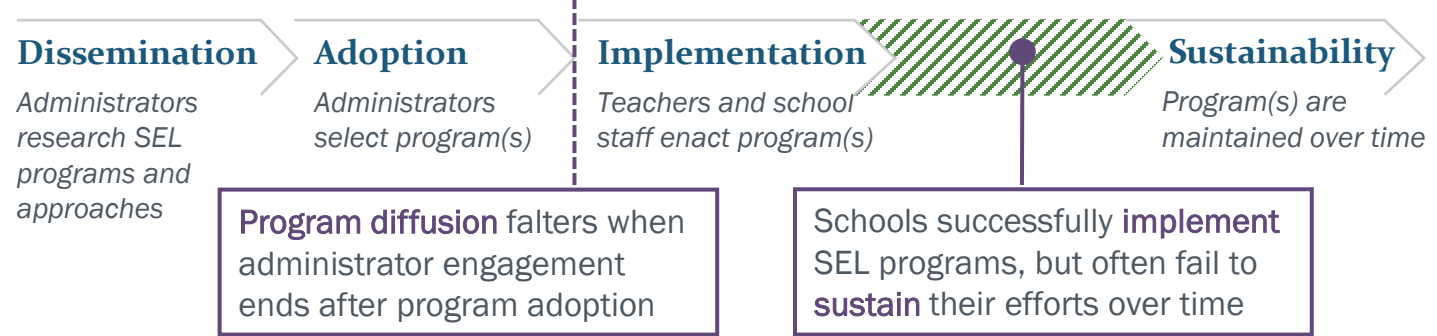 Dissemination
Administrators
research SEL
programs and
approaches
Adoption
Administrators
select program(s)
Implementation
Teachers and school
staff enact program(s)
Sustainability
Program(s) are
maintained over time
Program diffusion falters when
administrator engagement
ends after program adoption
Schools successfully implement
SEL programs, but often fail to
sustain their efforts over time